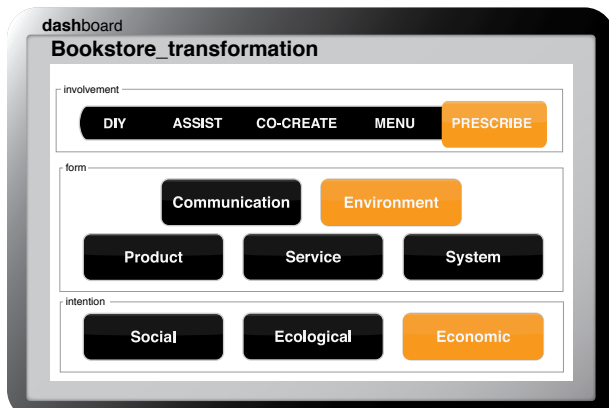 dashboard
Bookstore_transformation
involvement
DIY ASSIST CO-CREATE MENU PRESCRIBE
form
Communication Environment
Product Service System
intention
Social Ecological Economic